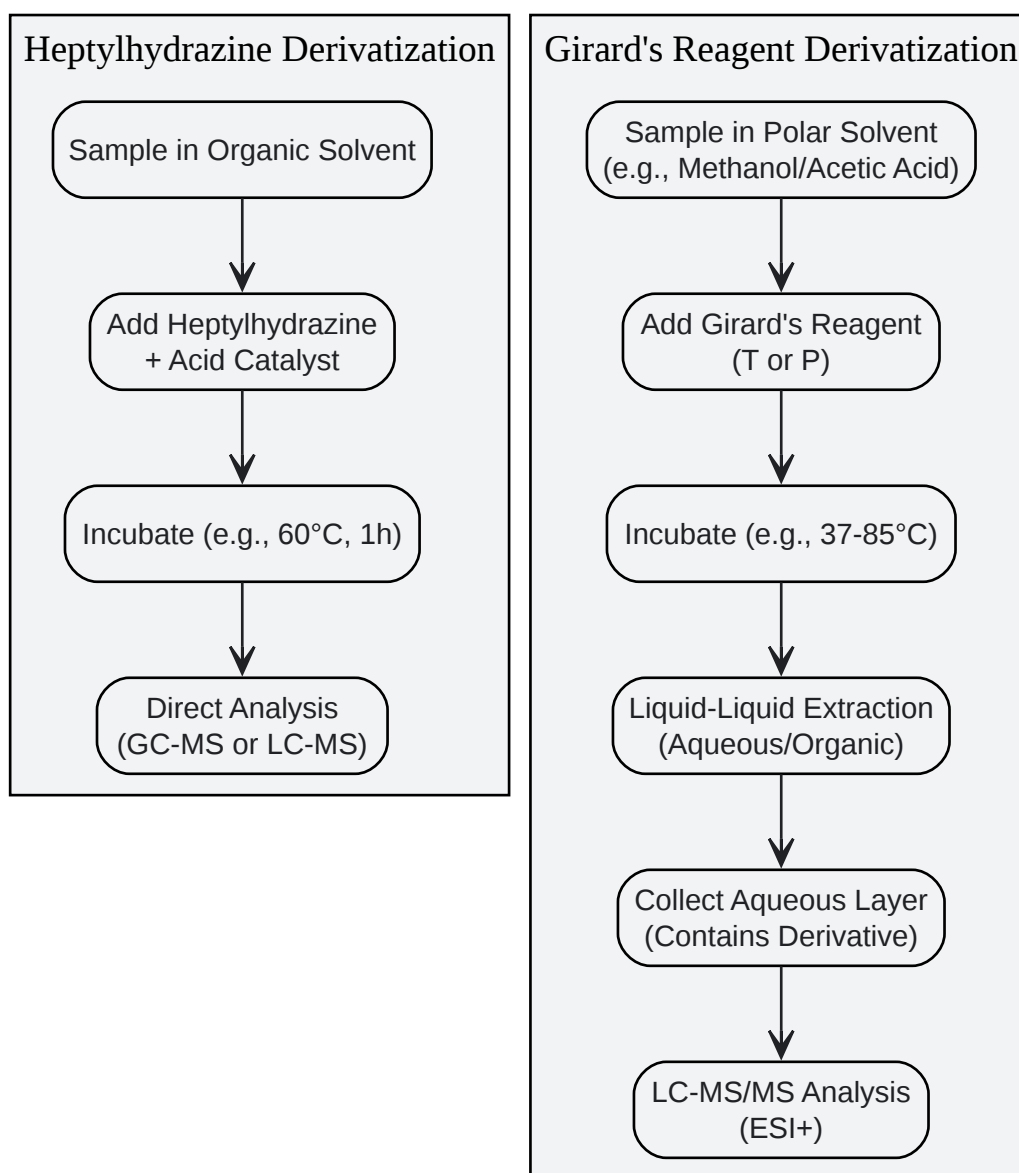 Heptylhydrazine Derivatization
Sample in Organic Solvent
Add Heptylhydrazine
+ Acid Catalyst
Incubate (e.g., 60°C, 1h)
Direct Analysis
(GC-MS or LC-MS)
Girard's Reagent Derivatization
Sample in Polar Solvent
(e.g., Methanol/Acetic Acid)
Add Girard's Reagent
(T or P)
Incubate (e.g., 37-85°C)
Liquid-Liquid Extraction
(Aqueous/Organic)
Collect Aqueous Layer
(Contains Derivative)
LC-MS/MS Analysis
(ESI+)